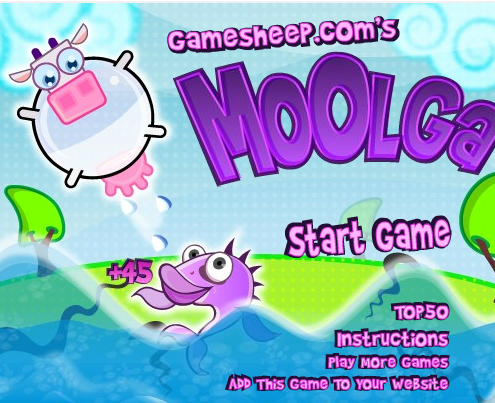 Gamesheep.com's
MOOLGa
Start Game
+45
TOP50
Instructions
Play More Games
Add This Game To Your Website